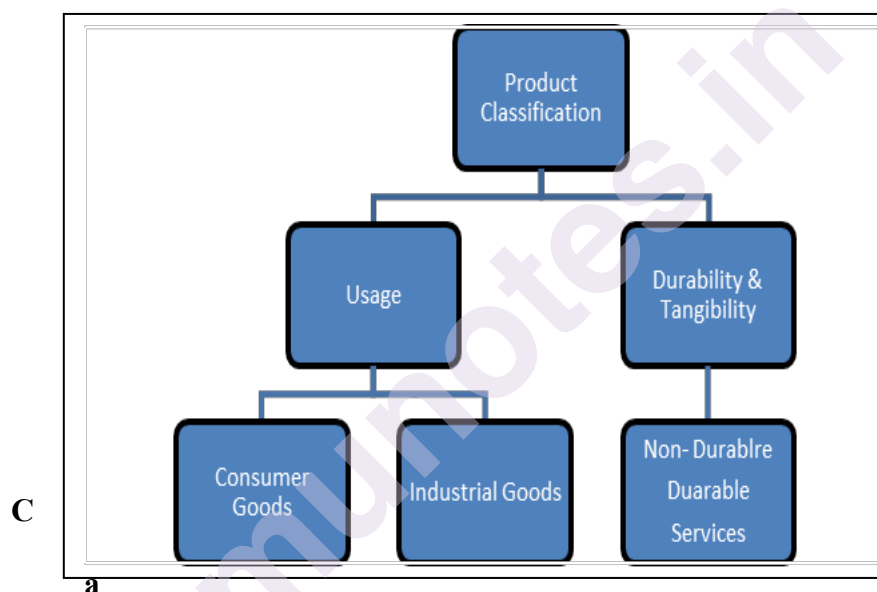 Product
Classification
Usage
Durability &
Tangibility
Consumer
Goods
Industrial Goods
Non- Durablre
Duarable
Services
C
a
munotes.in